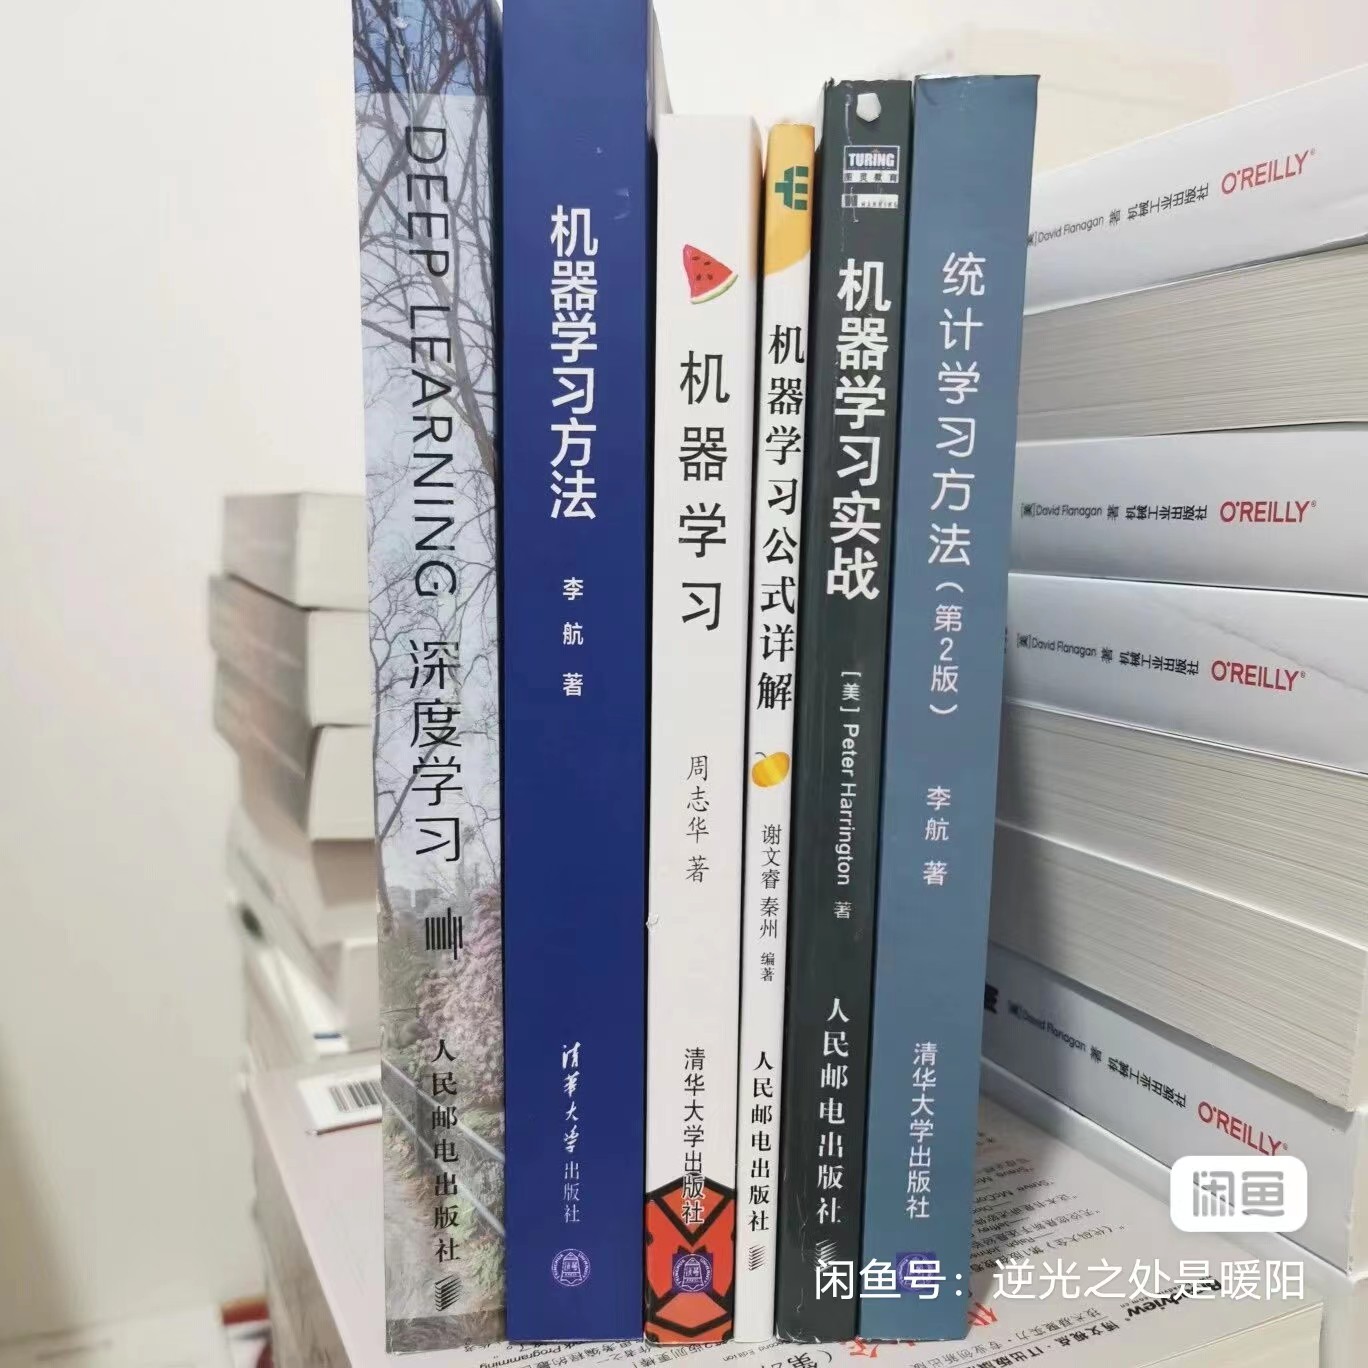 DEEP LEARNING 深度学习
人民邮电出版社
机器学习方法
李航 著
清华大学出版社
机器学习
周志华 著
清华大学出版社
机器学习公式详解
谢文睿 秦州 编著
人民邮电出版社
TURING
图灵教育
MANNING
机器学习实战
[美] Peter Harrington 著
人民邮电出版社
统计学习方法(第2版)
李航 著
清华大学出版社
[美]David Flanagan 著 机械工业出版社 O'REILLY®
[美]David Flanagan 著 机械工业出版社 O'REILLY®
[美]David Flanagan 著 机械工业出版社 O'REILLY®
[美]David Flanagan 著 机械工业出版社 O'REILLY®
闲鱼
闲鱼号：逆光之处是暖阳